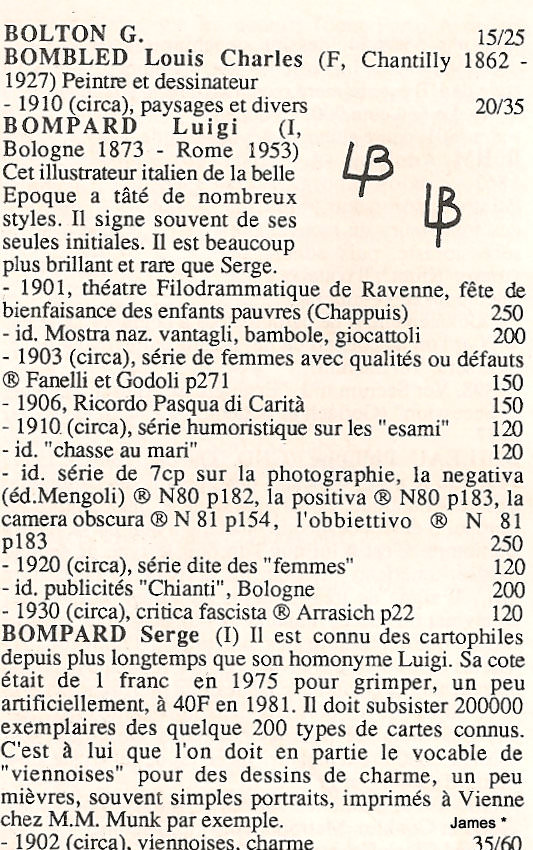 BOLTON G. 15/25
BOMBLED Louis Charles (F, Chantilly 1862 -
1927) Peintre et dessinateur
- 1910 (circa), paysages et divers 20/35
BOMPARD Luigi (I,
Bologne 1873 - Rome 1953)
Cet illustrateur italien de la belle
Epoque a tâté de nombreux
styles. Il signe souvent de ses
seules initiales. Il est beaucoup
plus brillant et rare que Serge.
LB
LB
- 1901, théatre Filodrammatique de Ravenne, fête de
bienfaisance des enfants pauvres (Chappuis) 250
- id. Mostra naz. vantagli, bambole, giocattoli 200
- 1903 (circa), série de femmes avec qualités ou défauts
® Fanelli et Godoli p271 150
- 1906, Ricordo Pasqua di Carità 150
- 1910 (circa), série humoristique sur les "esami" 120
- id. "chasse au mari" 120
- id. série de 7cp sur la photographie, la negativa
(éd.Mengoli) ® N80 p182, la positiva ® N80 p183, la
camera obscura ® N 81 p154, l'obbiettivo ® N 81
p183 250
- 1920 (circa), série dite des "femmes" 120
- id. publicités "Chianti", Bologne 200
- 1930 (circa), critica fascista ® Arrasich p22 120
BOMPARD Serge (I) Il est connu des cartophiles
depuis plus longtemps que son homonyme Luigi. Sa cote
était de 1 franc en 1975 pour grimper, un peu
artificiellement, à 40F en 1981. Il doit subsister 200000
exemplaires des quelque 200 types de cartes connus.
C'est à lui que l'on doit en partie le vocable de
"viennoises" pour des dessins de charme, un peu
mièvres, souvent simples portraits, imprimés à Vienne
chez M.M. Munk par exemple. James *
- 1902 (circa), viennoises, charme 35/60